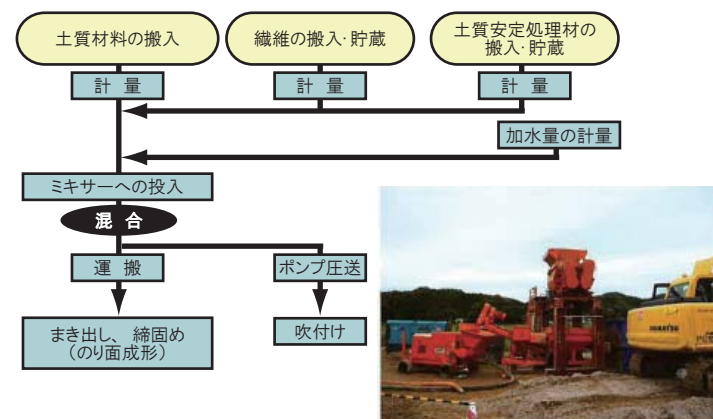 土質材料の搬入
繊維の搬入・貯蔵
土質安定処理材の
搬入・貯蔵
計 量
計 量
計 量
加水量の計量
ミキサーへの投入
混 合
運 搬
ポンプ圧送
まき出し、締固め
（のり面成形）
吹付け
KOMATSU